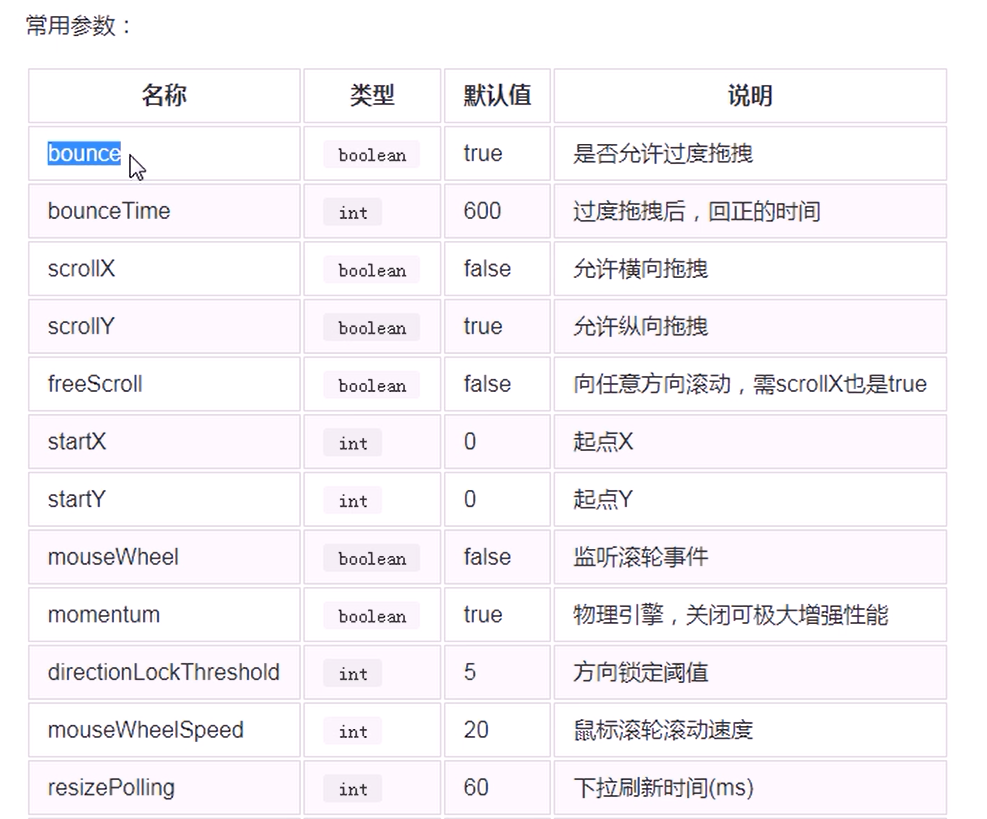 常用参数：
名称 类型 默认值 说明
bounce boolean true 是否允许过度拖拽
bounceTime int 600 过度拖拽后，回正的时间
scrollX boolean false 允许横向拖拽
scrollY boolean true 允许纵向拖拽
freeScroll boolean false 向任意方向滚动，需scrollX也是true
startX int 0 起点X
startY int 0 起点Y
mouseWheel boolean false 监听滚轮事件
momentum boolean true 物理引擎，关闭可极大增强性能
directionLockThreshold int 5 方向锁定阈值
mouseWheelSpeed int 20 鼠标滚轮滚动速度
resizePolling int 60 下拉刷新时间(ms)